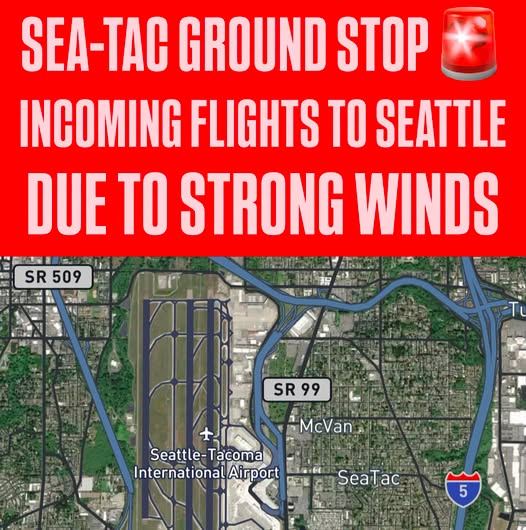 SEA-TAC GROUND STOP
INCOMING FLIGHTS TO SEATTLE
DUE TO STRONG WINDS
SR 509
SR 99
McVan
Seattle-Tacoma
International Airport
SeaTac
5